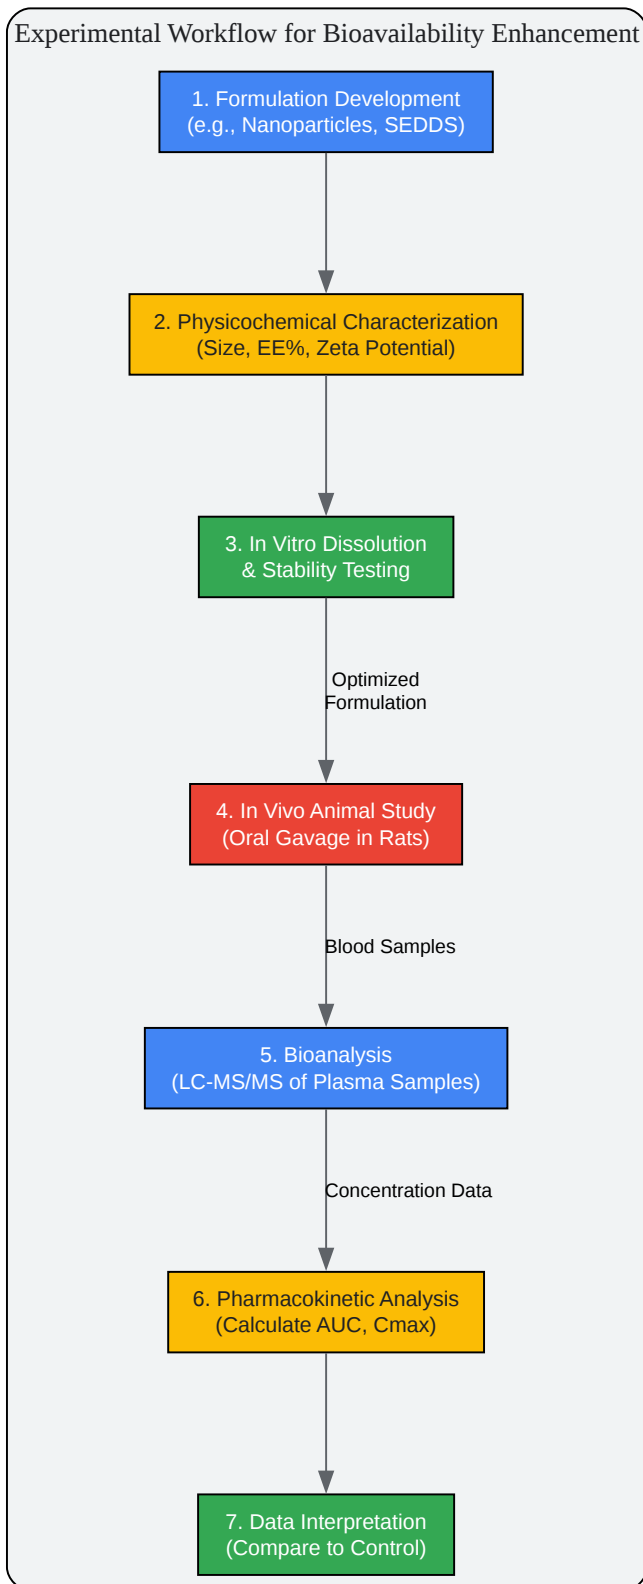 Experimental Workflow for Bioavailability Enhancement
1. Formulation Development
(e.g., Nanoparticles, SEDDS)
2. Physicochemical Characterization
(Size, EE%, Zeta Potential)
3. In Vitro Dissolution
& Stability Testing
Optimized
Formulation
4. In Vivo Animal Study
(Oral Gavage in Rats)
Blood Samples
5. Bioanalysis
(LC-MS/MS of Plasma Samples)
Concentration Data
6. Pharmacokinetic Analysis
(Calculate AUC, Cmax)
7. Data Interpretation
(Compare to Control)